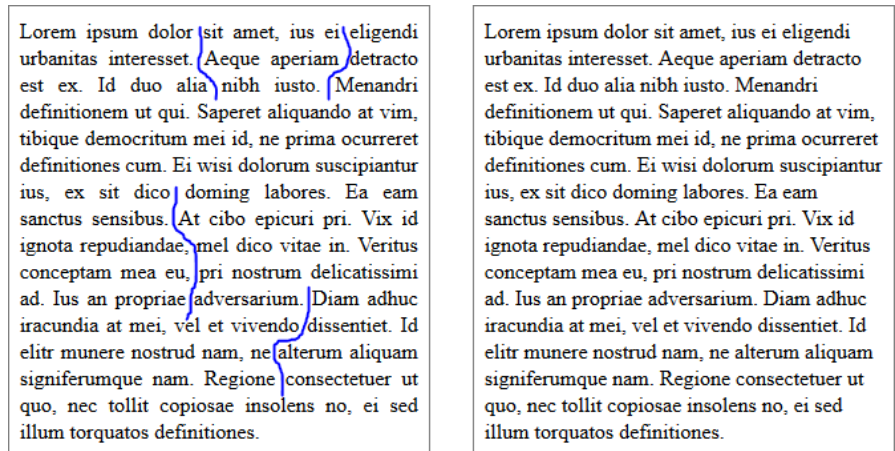 Lorem ipsum dolor sit amet, ius ei eligendi
urbanitas interesset. Aeque aperiam detracto
est ex. Id duo alia nibh iusto. Menandri
definitionem ut qui. Saperet aliquando at vim,
tibique democritum mei id, ne prima ocurreret
definitiones cum. Ei wisi dolorum suscipiantur
ius, ex sit dico doming labores. Ea eam
sanctus sensibus. At cibo epicuri pri. Vix id
ignota repudiandae, mel dico vitae in. Veritus
conceptam mea eu, pri nostrum delicatissimi
ad. Ius an propriae adversarium. Diam adhuc
iracundia at mei, vel et vivendo dissentiet. Id
elitr munere nostrud nam, ne alterum aliquam
signiferumque nam. Regione consectetuer ut
quo, nec tollit copiosae insolens no, ei sed
illum torquatos definitiones.
Lorem ipsum dolor sit amet, ius ei eligendi
urbanitas interesset. Aeque aperiam detracto
est ex. Id duo alia nibh iusto. Menandri
definitionem ut qui. Saperet aliquando at vim,
tibique democritum mei id, ne prima ocurreret
definitiones cum. Ei wisi dolorum suscipiantur
ius, ex sit dico doming labores. Ea eam
sanctus sensibus. At cibo epicuri pri. Vix id
ignota repudiandae, mel dico vitae in. Veritus
conceptam mea eu, pri nostrum delicatissimi
ad. Ius an propriae adversarium. Diam adhuc
iracundia at mei, vel et vivendo dissentiet. Id
elitr munere nostrud nam, ne alterum aliquam
signiferumque nam. Regione consectetuer ut
quo, nec tollit copiosae insolens no, ei sed
illum torquatos definitiones.